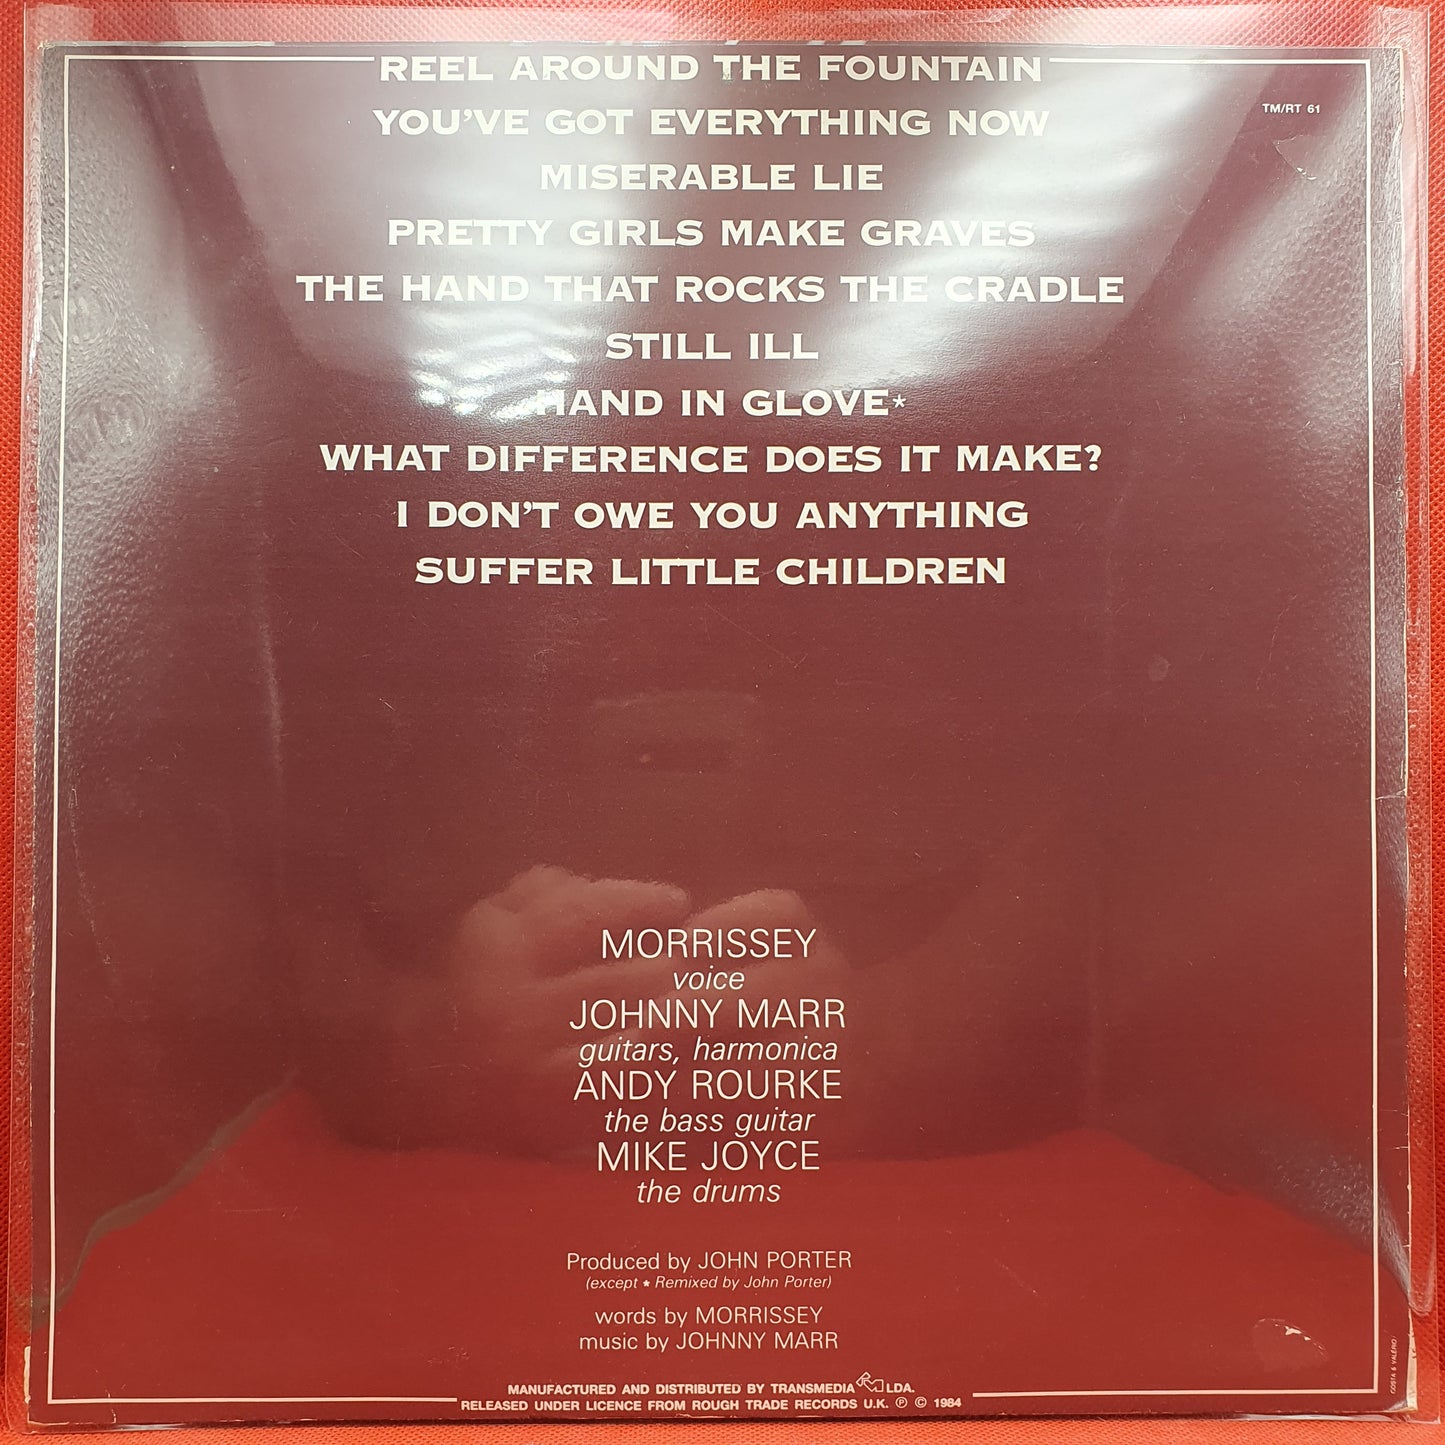 REEL AROUND THE FOUNTAIN
TM/RT 61
YOU'VE GOT EVERYTHING NOW
MISERABLE LIE
PRETTY GIRLS MAKE GRAVES
THE HAND THAT ROCKS THE CRADLE
STILL ILL
HAND IN GLOVE*
WHAT DIFFERENCE DOES IT MAKE?
I DON'T OWE YOU ANYTHING
SUFFER LITTLE CHILDREN
MORRISSEY
voice
JOHNNY MARR
guitars, harmonica
ANDY ROURKE
the bass guitar
MIKE JOYCE
the drums
Produced by JOHN PORTER
(except * Remixed by John Porter)
words by MORRISSEY
music by JOHNNY MARR
MANUFACTURED AND DISTRIBUTED BY TRANSMEDIA LDA.
RELEASED UNDER LICENCE FROM ROUGH TRADE RECORDS U.K. ℗ © 1984
COSTA & VALÉRIO